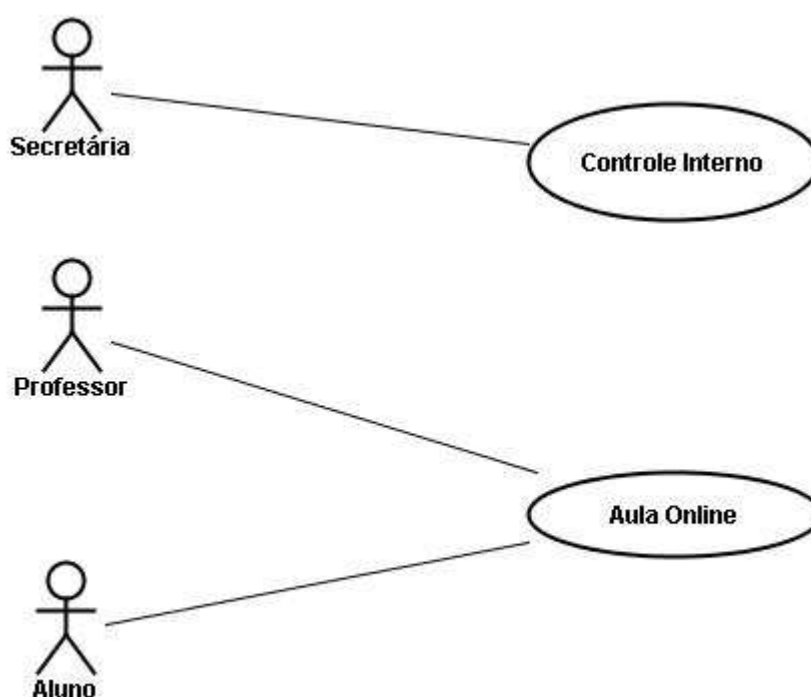 Secretária
Controle Interno
Professor
Aula Online
Aluno